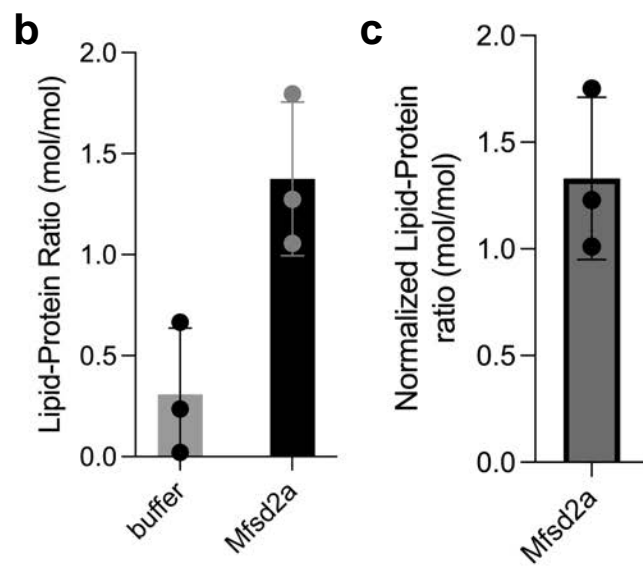 b
Lipid-Protein Ratio (mol/mol)
2.0
1.5
1.0
0.5
0.0
buffer
Mfsd2a
c
Normalized Lipid-Protein
ratio (mol/mol)
2.0
1.5
1.0
0.5
0.0
Mfsd2a